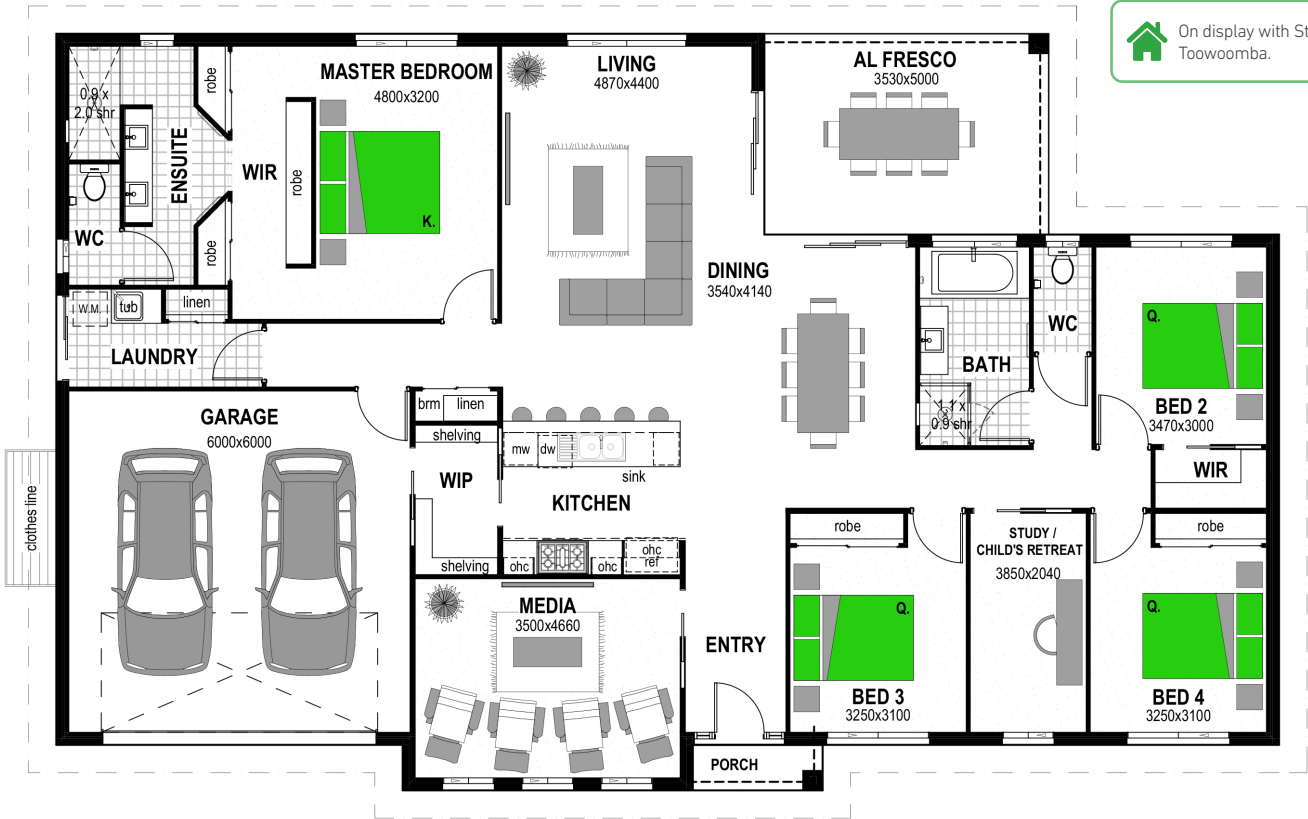 On display with St
Toowoomba.
MASTER BEDROOM
4800x3200
LIVING
4870x4400
AL FRESCO
3530x5000
0.9 x
2.0 shr
robe
ENSUITE
WIR
robe
K.
WC
robe
DINING
3540x4140
W.M.
tub
linen
LAUNDRY
WC
BATH
1.1 x
0.9 shr
Q.
BED 2
3470x3000
WIR
GARAGE
6000x6000
brm
linen
shelving
WIP
shelving
mw
dw
sink
KITCHEN
ohc
ohc
ohc
ref
clothes line
MEDIA
3500x4660
ENTRY
PORCH
robe
Q.
BED 3
3250x3100
STUDY /
CHILD'S RETREAT
3850x2040
robe
Q.
BED 4
3250x3100